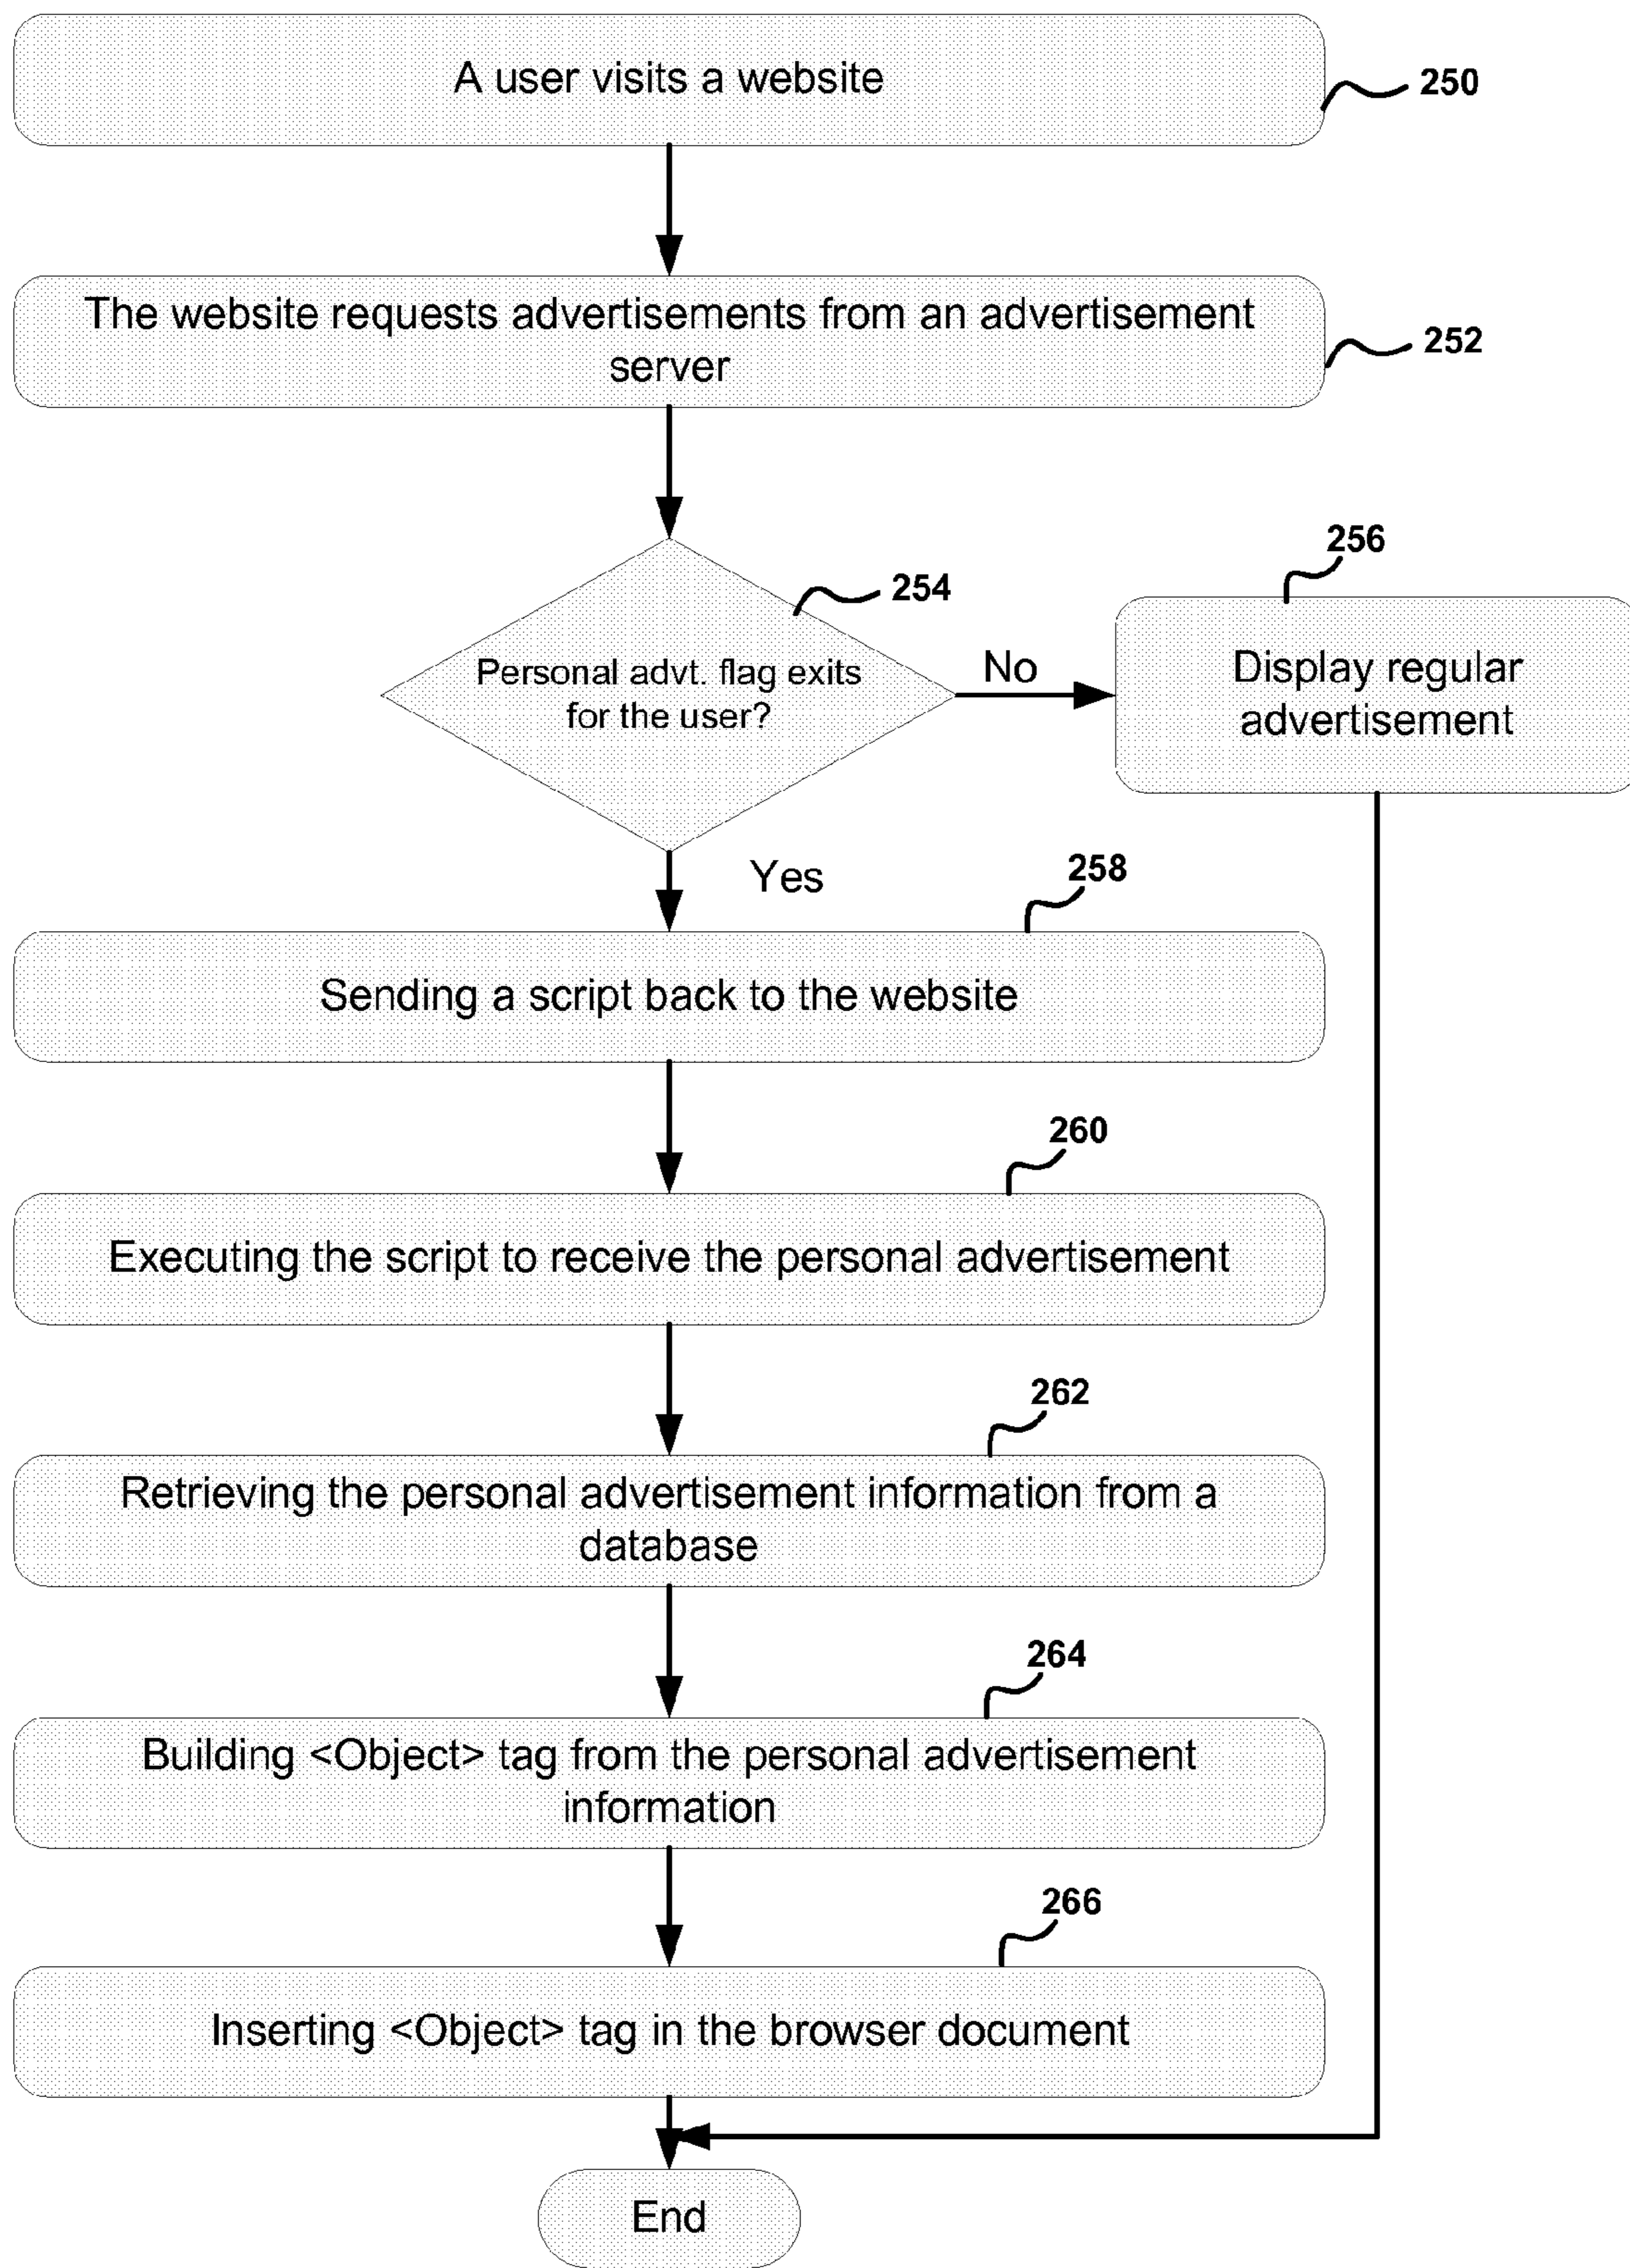 A user visits a website
250
The website requests advertisements from an advertisement
server
252
254
256
Personal advt. flag exits
for the user?
No
Display regular
advertisement
Yes
258
Sending a script back to the website
260
Executing the script to receive the personal advertisement
262
Retrieving the personal advertisement information from a
database
264
Building <Object> tag from the personal advertisement
information
266
Inserting <Object> tag in the browser document
End